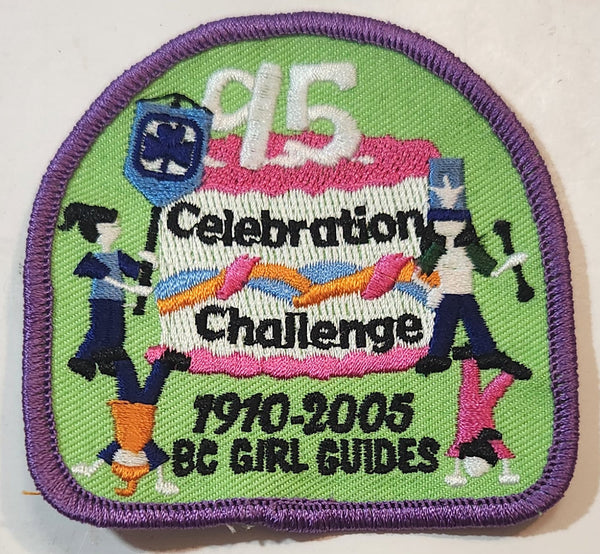 95
Celebration
Challenge
1910-2005
BC GIRL GUIDES